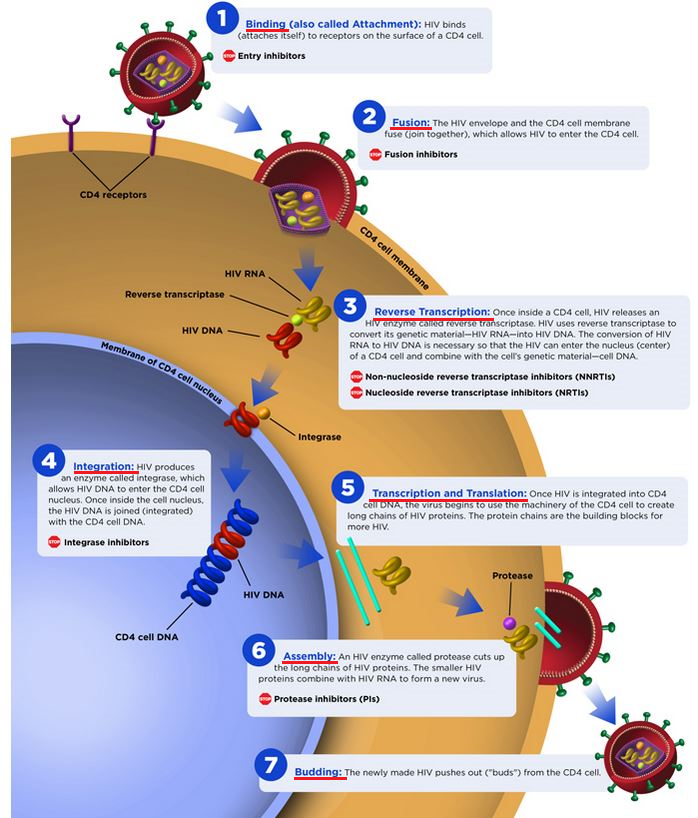 1
Binding (also called Attachment): HIV binds
(attaches itself) to receptors on the surface of a CD4 cell.
STOP Entry inhibitors
2
Fusion: The HIV envelope and the CD4 cell membrane
fuse (join together), which allows HIV to enter the CD4 cell.
STOP Fusion inhibitors
CD4 receptors
CD4 cell membrane
HIV RNA
Reverse transcriptase
HIV DNA
3
Reverse Transcription: Once inside a CD4 cell, HIV releases an
HIV enzyme called reverse transcriptase. HIV uses reverse transcriptase to
convert its genetic material—HIV RNA—into HIV DNA. The conversion of HIV
RNA to HIV DNA is necessary so that the HIV can enter the nucleus (center)
of a CD4 cell and combine with the cell's genetic material—cell DNA.
STOP Non-nucleoside reverse transcriptase inhibitors (NNRTIs)
STOP Nucleoside reverse transcriptase inhibitors (NRTIs)
Membrane of CD4 cell nucleus
Integrase
4
Integration: HIV produces
an enzyme called integrase, which
allows HIV DNA to enter the CD4 cell
nucleus. Once inside the cell nucleus,
the HIV DNA is joined (integrated)
with the CD4 cell DNA.
STOP Integrase inhibitors
HIV DNA
CD4 cell DNA
5
Transcription and Translation: Once HIV is integrated into CD4
cell DNA, the virus begins to use the machinery of the CD4 cell to create
long chains of HIV proteins. The protein chains are the building blocks for
more HIV.
Protease
6
Assembly: An HIV enzyme called protease cuts up
the long chains of HIV proteins. The smaller HIV
proteins combine with HIV RNA to form a new virus.
STOP Protease inhibitors (PIs)
7
Budding: The newly made HIV pushes out ("buds") from the CD4 cell.